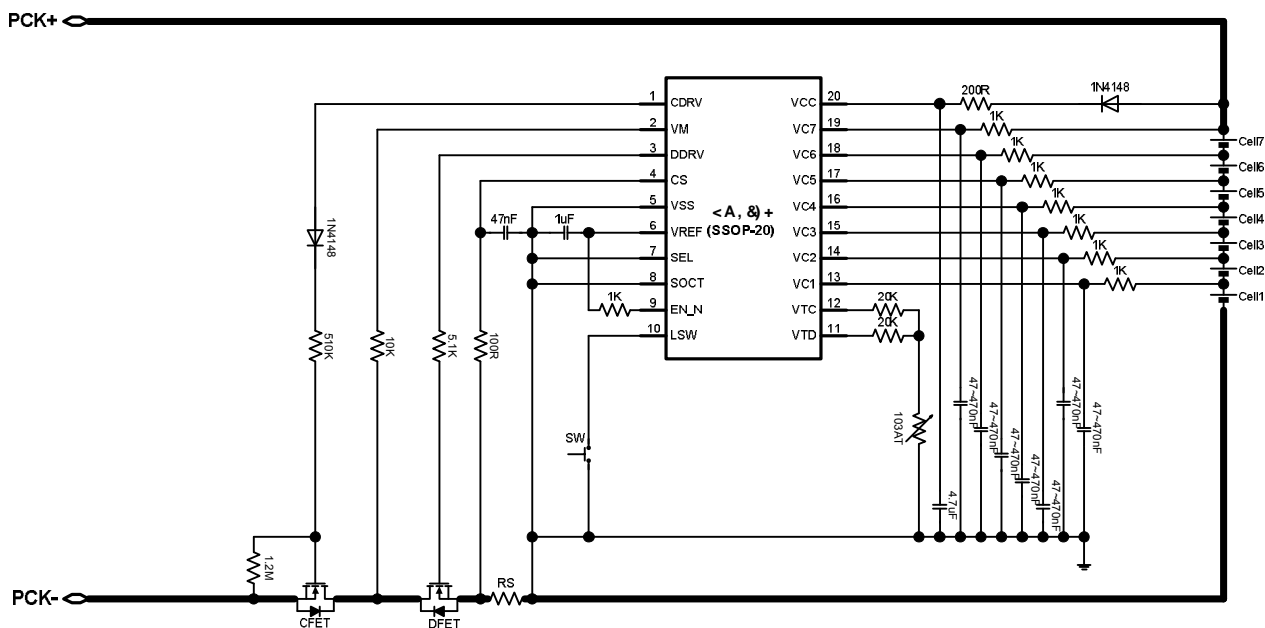 PCK+
1 CDRV VCC 20 200R 1N4148
2 VM VC7 19 1K
Cell7
3 DDRV VC6 18 1K
Cell6
4 CS VC5 17 1K
Cell5
5 VSS VC4 16 1K
<A, &)+
(SSOP-20)
Cell4
47nF 1uF 6 VREF VC3 15 1K
Cell3
7 SEL VC2 14 1K
Cell2
8 SOCT VC1 13 1K
Cell1
1K 9 EN_N VTC 12 20K
10 LSW VTD 11 20K
1N4148
510K
10K
5.1K
100R
SW
103AT
4.7uF
47~470nF
47~470nF
47~470nF
47~470nF
47~470nF
47~470nF
47~470nF
1.2M
RS
PCK-
CFET
DFET